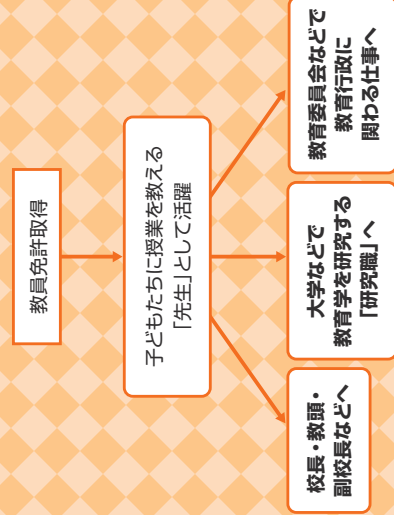 教員免許取得
子どもたちに授業を教える
「先生」として活躍
校長・教頭・
副校長などへ
大学などで
教育学を研究する
「研究職」へ
教育委員会などで
教育行政に
関わる仕事へ